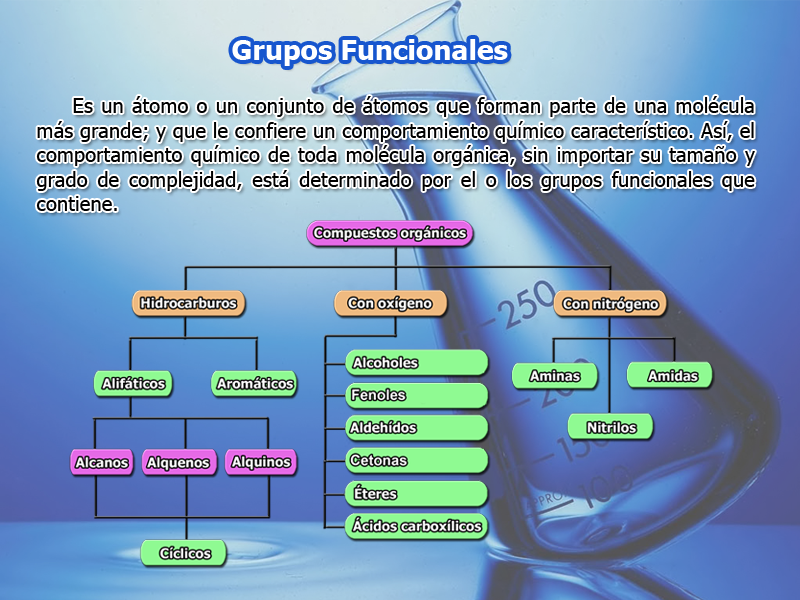 Grupos Funcionales
Es un átomo o un conjunto de átomos que forman parte de una molécula
más grande; y que le confiere un comportamiento químico característico. Así, el
comportamiento químico de toda molécula orgánica, sin importar su tamaño y
grado de complejidad, está determinado por el o los grupos funcionales que
contiene.
Compuestos orgánicos
Hidrocarburos
Con oxígeno
Con nitrógeno
250
Alifáticos
Aromáticos
Alcoholes
Fenoles
Aldehídos
Cetonas
Éteres
Ácidos carboxílicos
Aminas
Amidas
Nitrilos
Alcanos
Alquenos
Alquinos
Cíclicos
150
APPROX
100